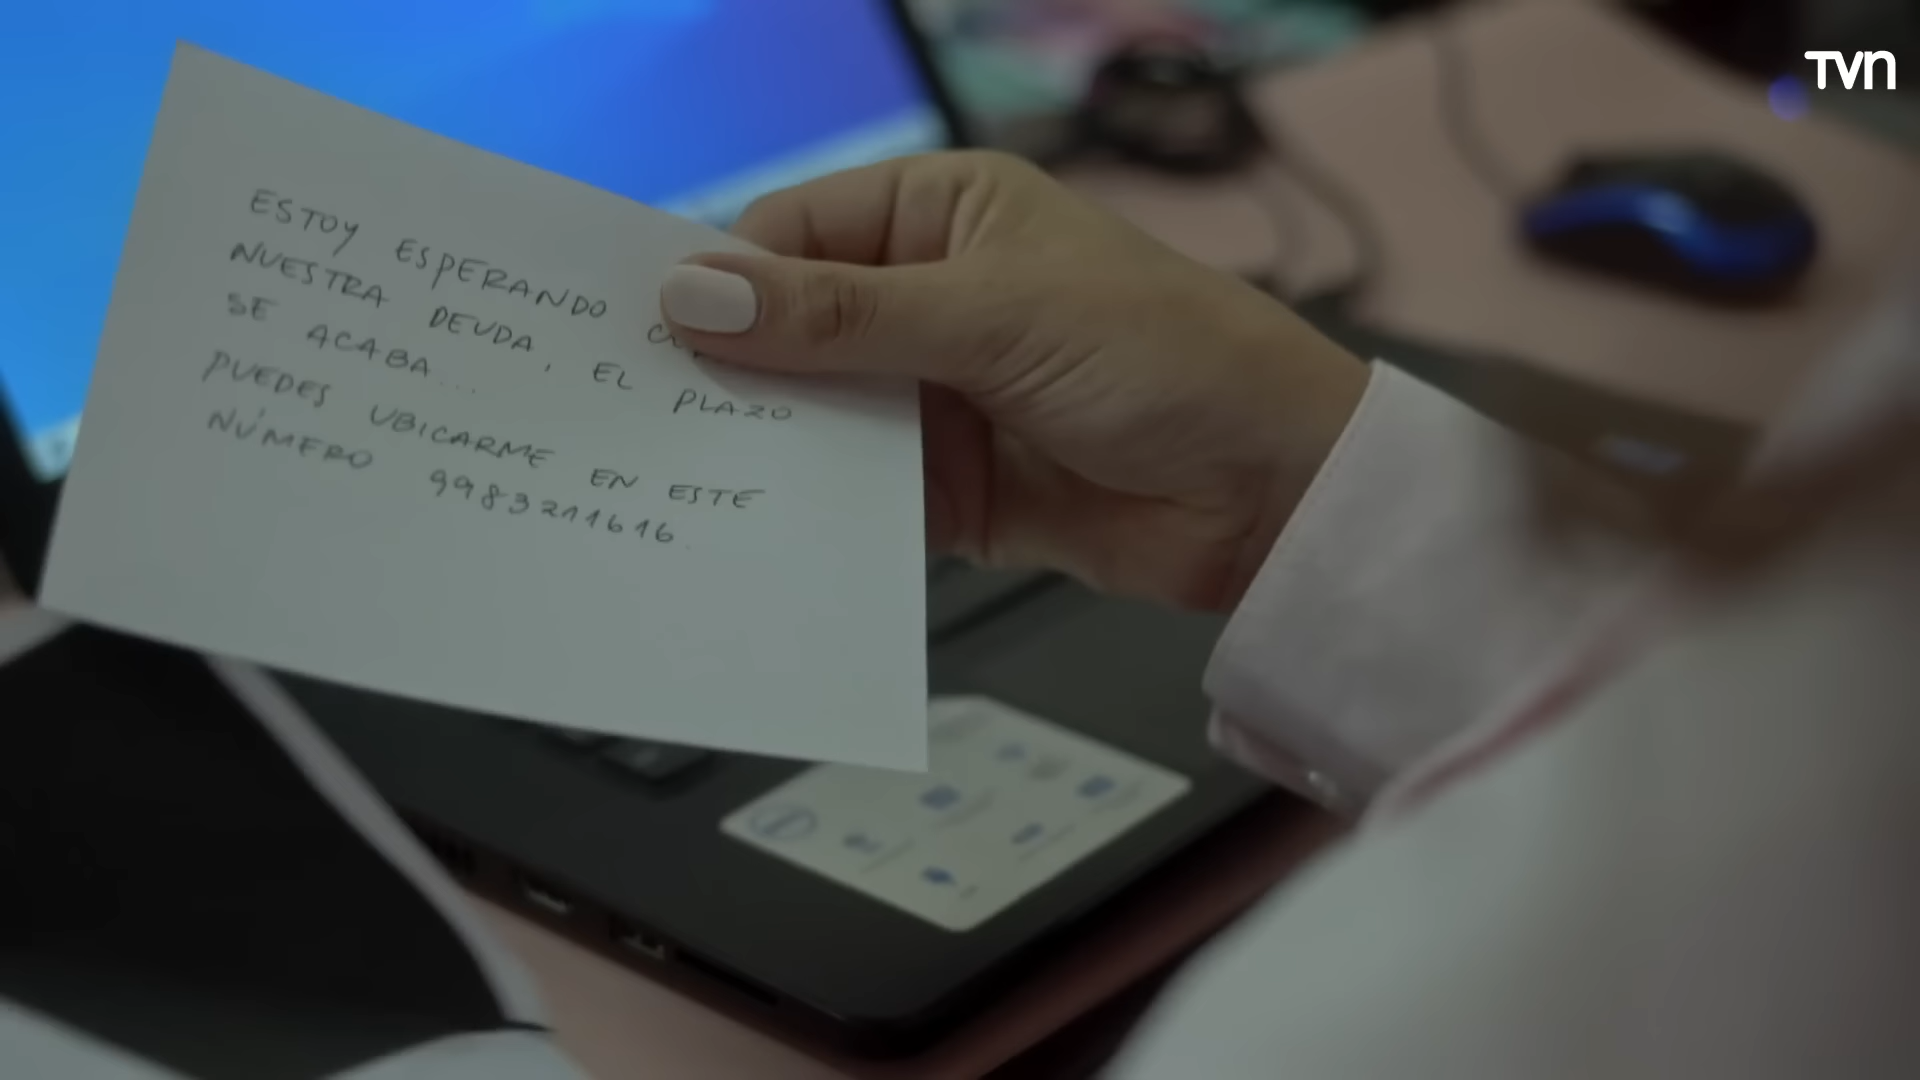 TVN
ESTOY ESPERANDO
NUESTRA DEUDA, EL PLAZO
SE ACABA...
PUEDES UBICARME EN ESTE
NÚMERO 9983211616.